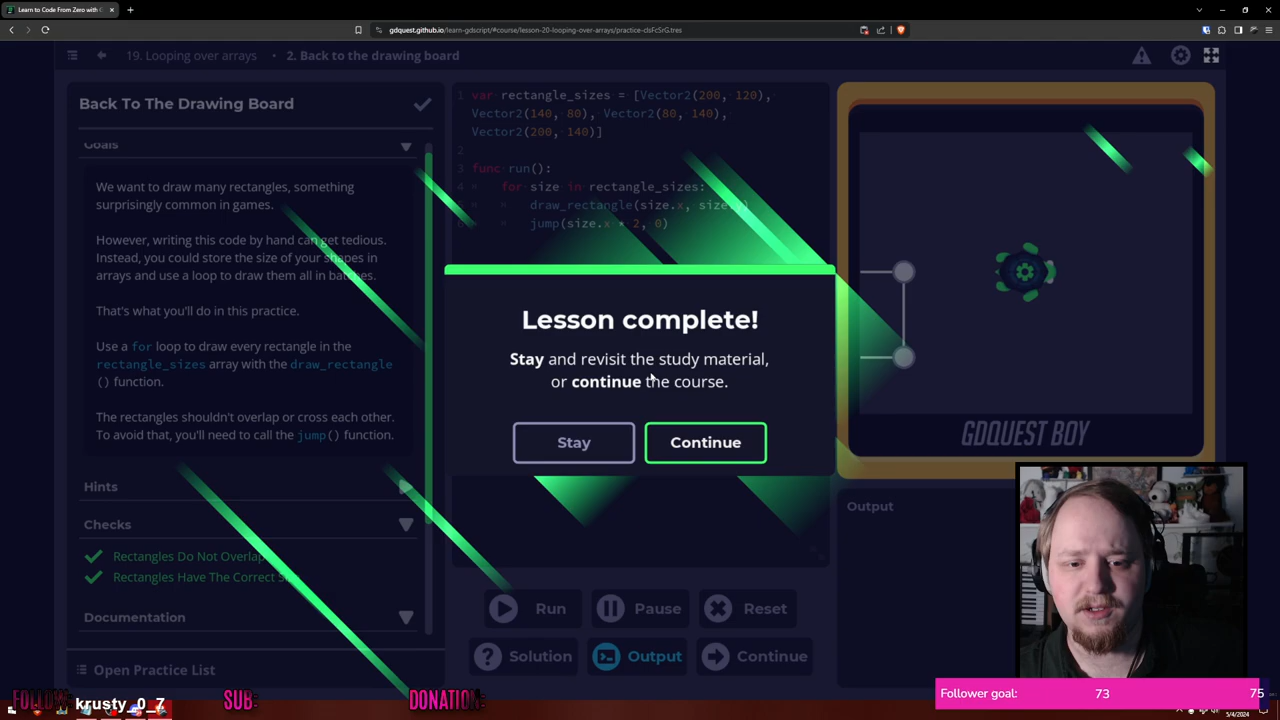 Learn to Code From Zero with
gdquest.github.io/learn-gdscript/#course/lesson-20-looping-over-arrays/practice-clsFcSrG.tres
19. Looping over arrays • 2. Back to the drawing board
Back To The Drawing Board
Goals
We want to draw many rectangles, something
surprisingly common in games.
However, writing this code by hand can get tedious.
Instead, you could store the size of your shapes in
arrays and use a loop to draw them all in batches.
That's what you'll do in this practice.
Use a for loop to draw every rectangle in the
rectangle_sizes array with the draw_rectangle
() function.
The rectangles shouldn't overlap or cross each other.
To avoid that, you'll need to call the jump() function.
Hints
Checks
Rectangles Do Not Overlap
Rectangles Have The Correct
Documentation
Open Practice List
1 var rectangle_sizes = [Vector2(200, 120),
Vector2(140, 80), Vector2(80, 140),
Vector2(200, 140)]
2
3 func run():
4 for size in rectangle_sizes:
5 draw_rectangle(size.x, size.y)
jump(size.x * 2, 0)
Lesson complete!
Stay and revisit the study material,
or continue the course.
Stay
Continue
Run
Pause
Reset
? Solution
Output
Continue
GDQUEST BOY
Output
FOLLOW:
krusty_0_7
SUB:
DONATION:
Follower goal: 73 75
5/4/2024